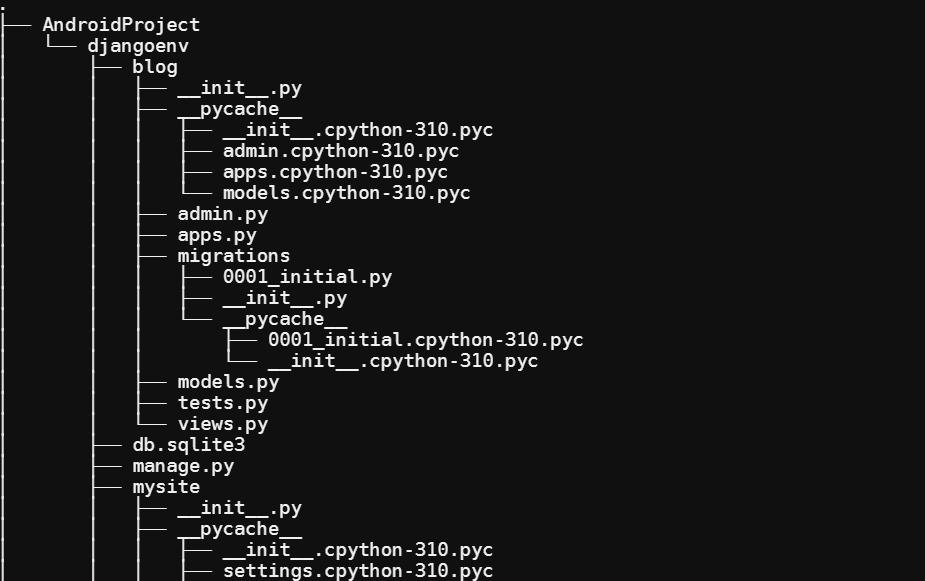 .
├── AndroidProject
│   └── djangoenv
│       ├── blog
│       │   ├── __init__.py
│       │   ├── __pycache__
│       │   │   ├── __init__.cpython-310.pyc
│       │   │   ├── admin.cpython-310.pyc
│       │   │   ├── apps.cpython-310.pyc
│       │   │   └── models.cpython-310.pyc
│       │   ├── admin.py
│       │   ├── apps.py
│       │   ├── migrations
│       │   │   ├── 0001_initial.py
│       │   │   ├── __init__.py
│       │   │   └── __pycache__
│       │   │       ├── 0001_initial.cpython-310.pyc
│       │   │       └── __init__.cpython-310.pyc
│       │   ├── models.py
│       │   ├── tests.py
│       │   └── views.py
│       ├── db.sqlite3
│       ├── manage.py
│       ├── mysite
│       │   ├── __init__.py
│       │   ├── __pycache__
│       │   │   ├── __init__.cpython-310.pyc
│       │   │   ├── settings.cpython-310.pyc